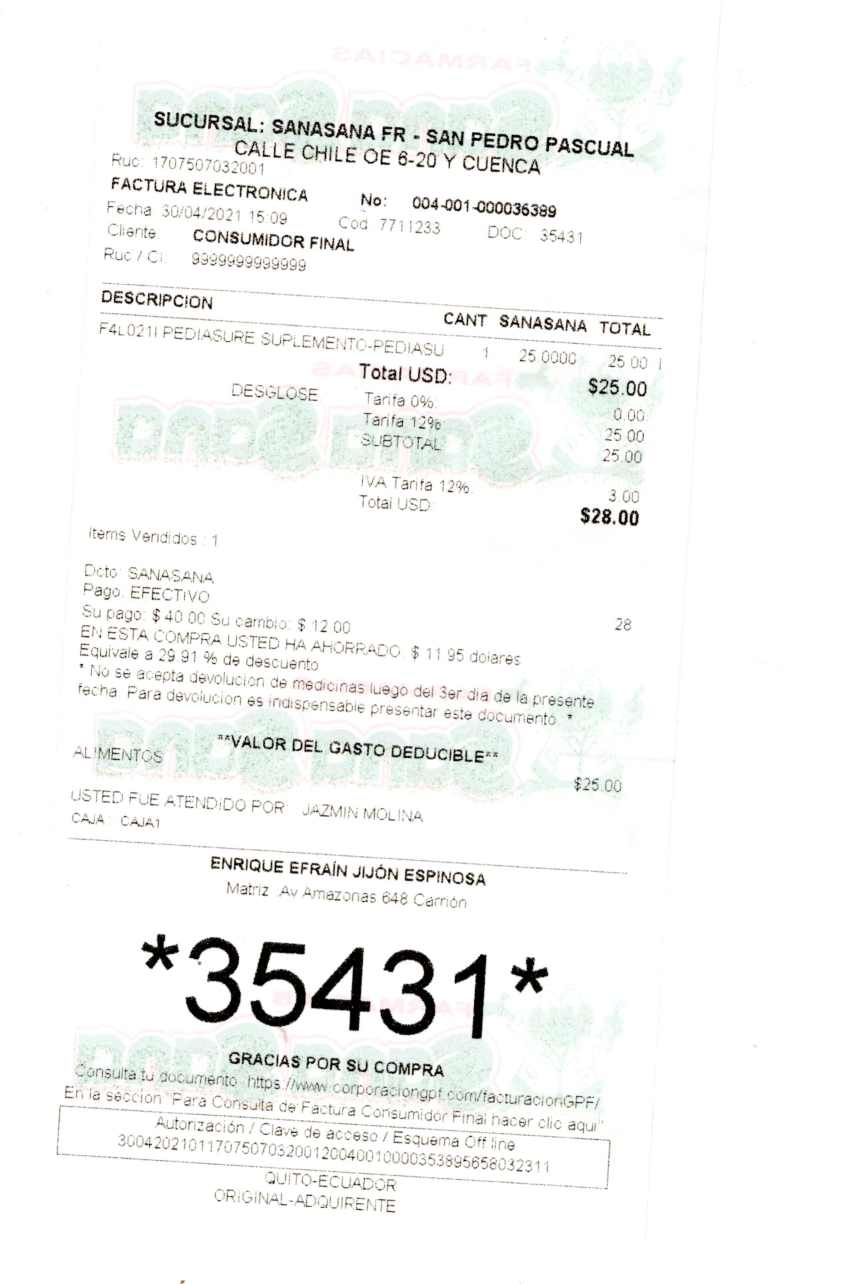 SUCURSAL: SANASANA FR - SAN PEDRO PASCUAL
CALLE CHILE OE 6-20 Y CUENCA
Ruc: 1707507032001
FACTURA ELECTRONICA No: 004-001-000036389
Fecha 30/04/2021 15:09 Cod 7711233 DOC 35431
Cliente CONSUMIDOR FINAL
Ruc / CI: 9999999999999
DESCRIPCION CANT SANASANA TOTAL
F4L021I PEDIASURE SUPLEMENTO-PEDIASU 1 25.0000 25.00 I
Total USD: $25.00
DESGLOSE Tarifa 0%: 0.00
Tarifa 12% 25.00
SUBTOTAL 25.00
IVA Tarifa 12% 3.00
Total USD: $28.00
Items Vendidos : 1
Dcto: SANASANA
Pago: EFECTIVO
Su pago: $ 40.00 Su cambio: $ 12.00 28
EN ESTA COMPRA USTED HA AHORRADO: $ 11.95 dolares
Equivale a 29.91 % de descuento
* No se acepta devolucion de medicinas luego del 3er dia de la presente
fecha. Para devolucion es indispensable presentar este documento. *
**VALOR DEL GASTO DEDUCIBLE**
ALIMENTOS $25.00
USTED FUE ATENDIDO POR: JAZMIN MOLINA
CAJA: CAJA1
ENRIQUE EFRAÍN JIJÓN ESPINOSA
Matriz: Av Amazonas 648 Carrión
*35431*
GRACIAS POR SU COMPRA
Consulta tu documento: https://www.corporaciongpf.com/facturacionGPF/
En la sección "Para Consulta de Factura Consumidor Final hacer clic aqui"
Autorización / Clave de acceso / Esquema Off line
3004202101170750703200120040010000353895658032311
QUITO-ECUADOR
ORIGINAL-ADQUIRENTE